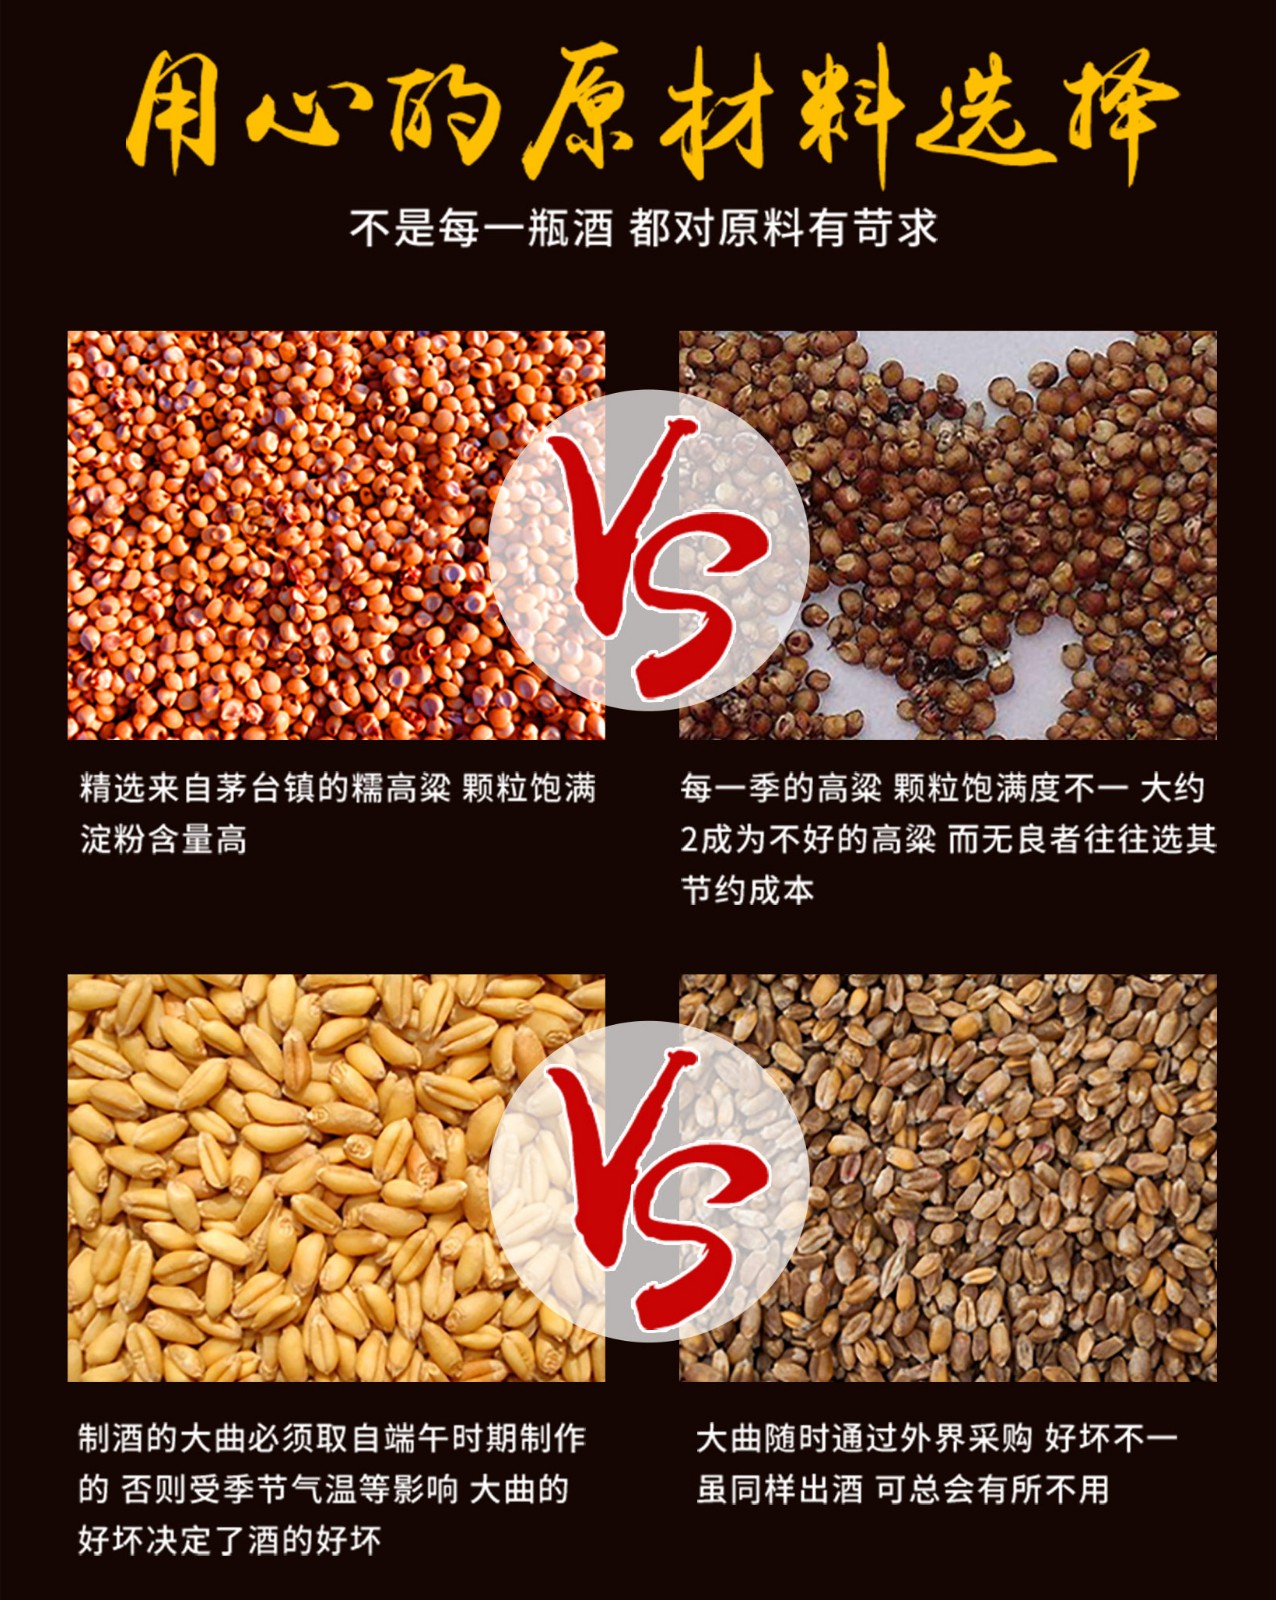 用心的原材料选择
不是每一瓶酒 都对原料有苛求
VS
精选来自茅台镇的糯高粱 颗粒饱满
淀粉含量高
每一季的高粱 颗粒饱满度不一 大约
2成为不好的高粱 而无良者往往选其
节约成本
VS
制酒的大曲必须取自端午时期制作
的 否则受季节气温等影响 大曲的
好坏决定了酒的好坏
大曲随时通过外界采购 好坏不一
虽同样出酒 可总会有所不用